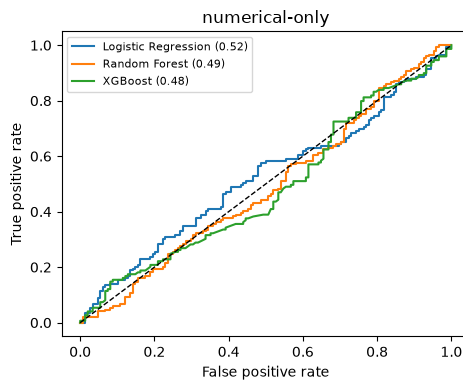 numerical-only
Logistic Regression (0.52)
Random Forest (0.49)
XGBoost (0.48)
True positive rate
1.0
0.8
0.6
0.4
0.2
0.0
0.0 0.2 0.4 0.6 0.8 1.0
False positive rate